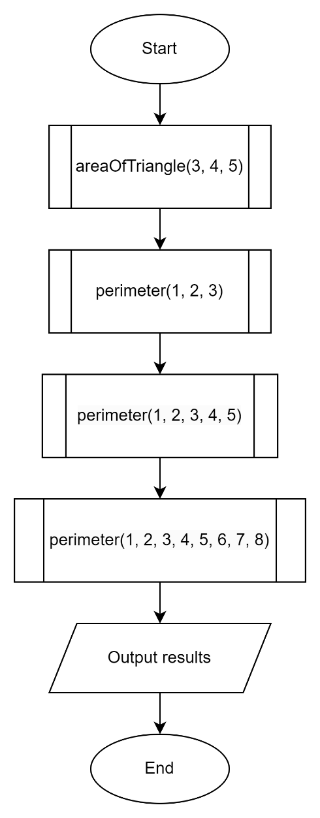 Start
areaOfTriangle(3, 4, 5)
perimeter(1, 2, 3)
perimeter(1, 2, 3, 4, 5)
perimeter(1, 2, 3, 4, 5, 6, 7, 8)
Output results
End